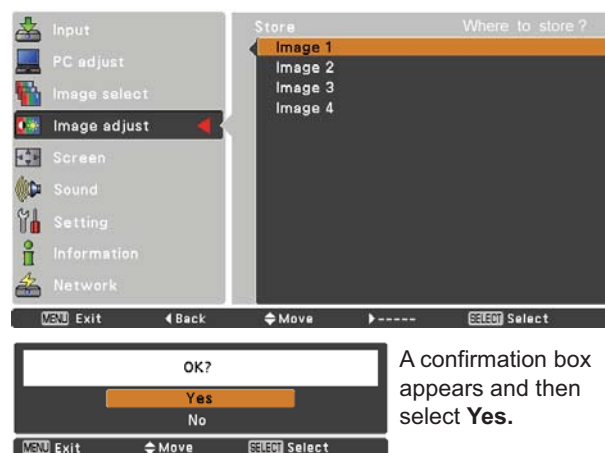 Input
PC adjust
Image select
Image adjust
Screen
Sound
Setting
Information
Network
Store Where to store ?
Image 1
Image 2
Image 3
Image 4
MENU Exit Back Move ----- SELECT Select
OK?
Yes
No
MENU Exit Move SELECT Select
A confirmation box
appears and then
select Yes.